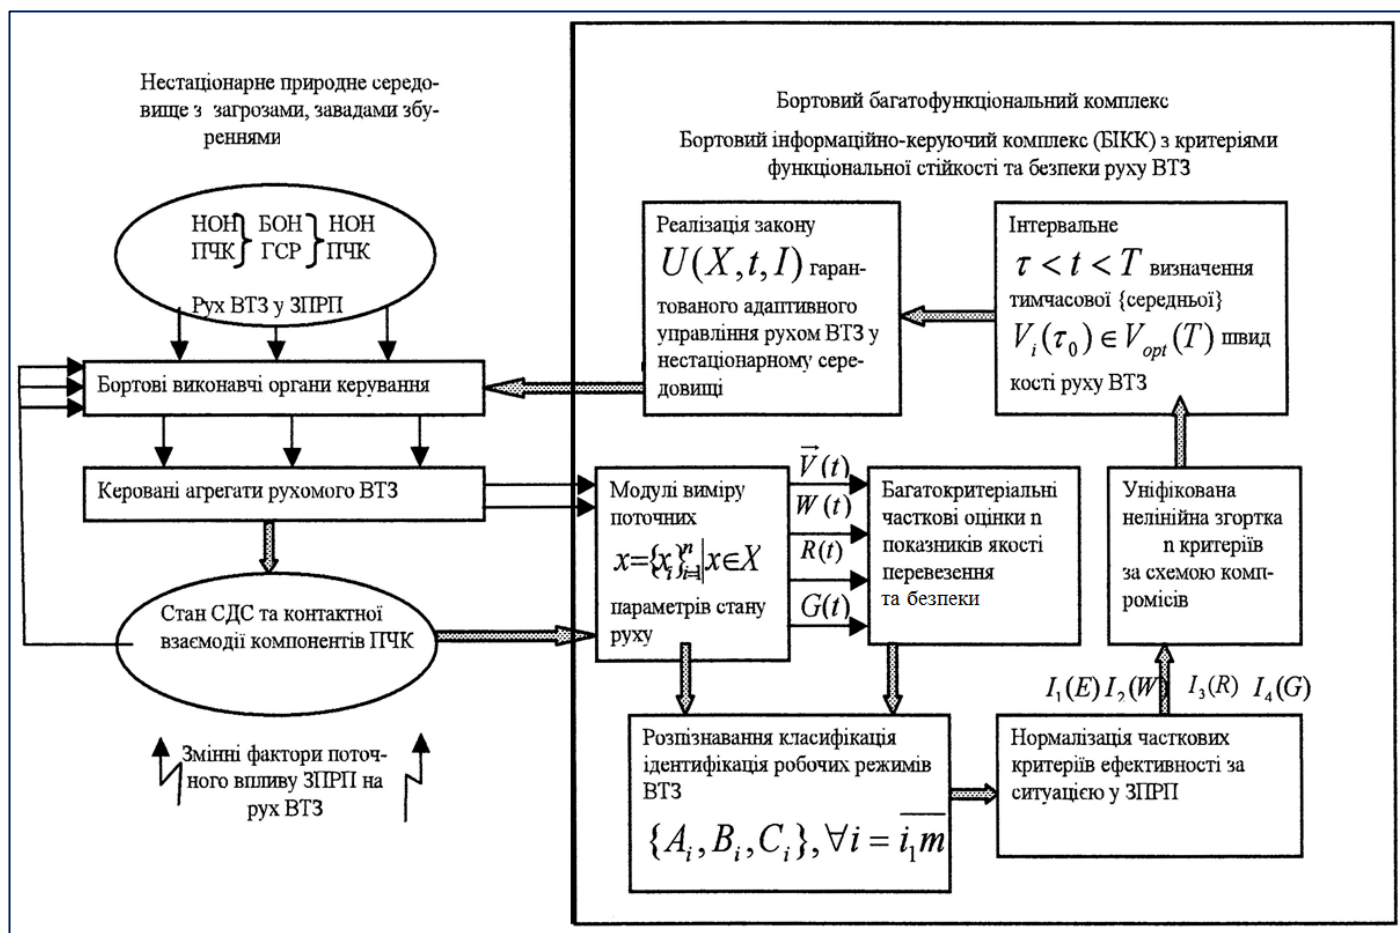 Нестаціонарне природне середо-
вище з загрозами, завадами збу-
реннями
НОН } БОН } НОН
ПЧК } ГСР } ПЧК
Рух ВТЗ у ЗПРП
Бортові виконавчі органи керування
Керовані агрегати рухомого ВТЗ
Стан СДС та контактної
взаємодії компонентів ПЧК
Змінні фактори поточ-
ного впливу ЗПРП на
рух ВТЗ
Бортовий багатофункціональний комплекс
Бортовий інформаційно-керуючий комплекс (БІКК) з критеріями
функціональної стійкості та безпеки руху ВТЗ
Реалізація закону
U(X,t,I) гаран-
тованого адаптивного
управління рухом ВТЗ у
нестаціонарному сере-
довищі
Інтервальне
τ < t < T визначення
тимчасової {середньої}
V_i(τ_0) ∈ V_opt(T) швид
кості руху ВТЗ
Модулі виміру
поточних
x={x_i}_{i=1}^n|x∈X
параметрів стану
руху
V⃗(t)
W(t)
R(t)
G(t)
Багатокритеріальні
часткові оцінки n
показників якості
перевезення
та безпеки
Уніфікована
нелінійна згортка
n критеріїв
за схемою комп-
ромісів
I_1(E) I_2(W) I_3(R) I_4(G)
Розпізнавання класифікація
ідентифікація робочих режимів
ВТЗ
{A_i, B_i, C_i}, ∀i = \overline{i_1 m}
Нормалізація часткових
критеріїв ефективності за
ситуацією у ЗПРП